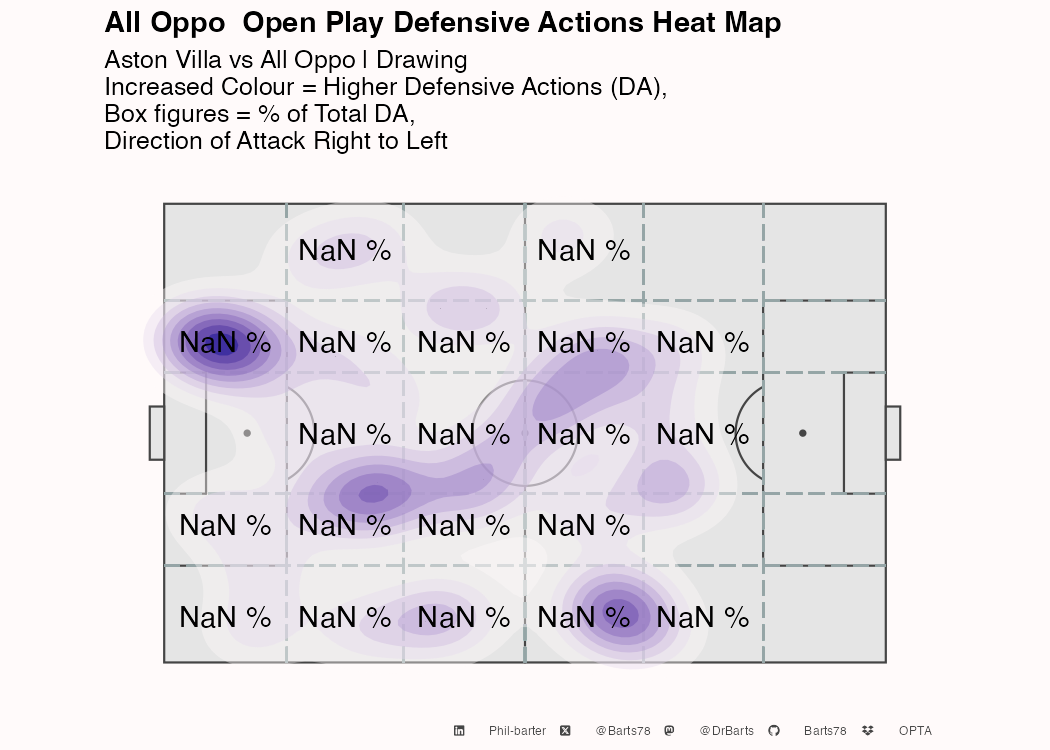 All Oppo  Open Play Defensive Actions Heat Map
Aston Villa vs All Oppo | Drawing
Increased Colour = Higher Defensive Actions (DA),
Box figures = % of Total DA,
Direction of Attack Right to Left
NaN % NaN %
NaN % NaN % NaN % NaN % NaN %
NaN % NaN % NaN % NaN %
NaN % NaN % NaN % NaN %
NaN % NaN % NaN % NaN % NaN %
Phil-barter @Barts78 @DrBarts Barts78 OPTA